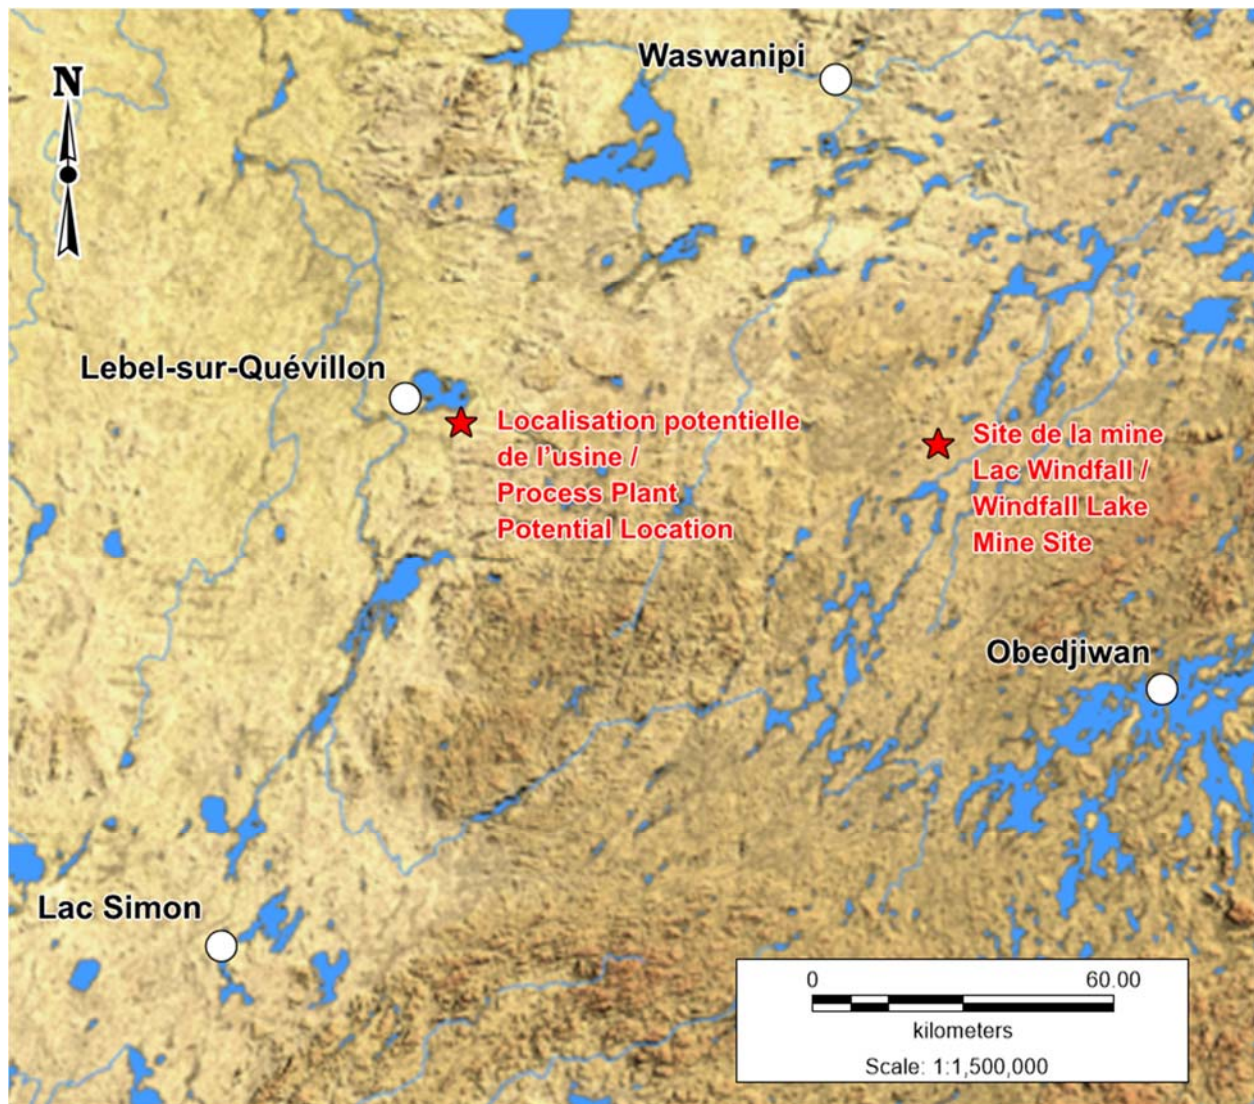 Waswanipi
N
Lebel-sur-Quévillon
Localisation potentielle
de l'usine /
Process Plant
Potential Location
Site de la mine
Lac Windfall /
Windfall Lake
Mine Site
Obedjiwan
Lac Simon
0 60.00
kilometers
Scale: 1:1,500,000